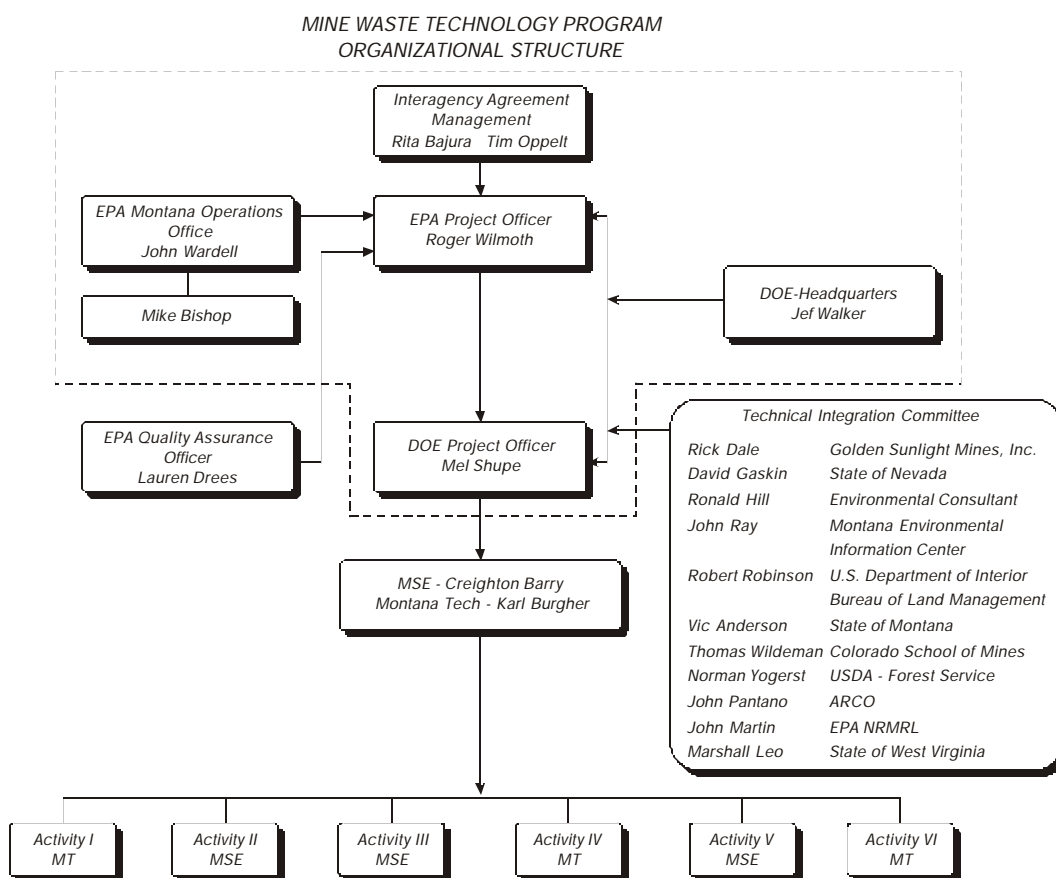 MINE WASTE TECHNOLOGY PROGRAM
ORGANIZATIONAL STRUCTURE
Interagency Agreement
Management
Rita Bajura Tim Oppelt
EPA Montana Operations
Office
John Wardell
EPA Project Officer
Roger Wilmoth
Mike Bishop
DOE-Headquarters
Jef Walker
EPA Quality Assurance
Officer
Lauren Drees
DOE Project Officer
Mel Shupe
Technical Integration Committee
Rick Dale Golden Sunlight Mines, Inc.
David Gaskin State of Nevada
Ronald Hill Environmental Consultant
John Ray Montana Environmental
Information Center
Robert Robinson U.S. Department of Interior
Bureau of Land Management
Vic Anderson State of Montana
Thomas Wildeman Colorado School of Mines
Norman Yogerst USDA - Forest Service
John Pantano ARCO
John Martin EPA NRMRL
Marshall Leo State of West Virginia
MSE - Creighton Barry
Montana Tech - Karl Burgher
Activity I
MT
Activity II
MSE
Activity III
MSE
Activity IV
MT
Activity V
MSE
Activity VI
MT